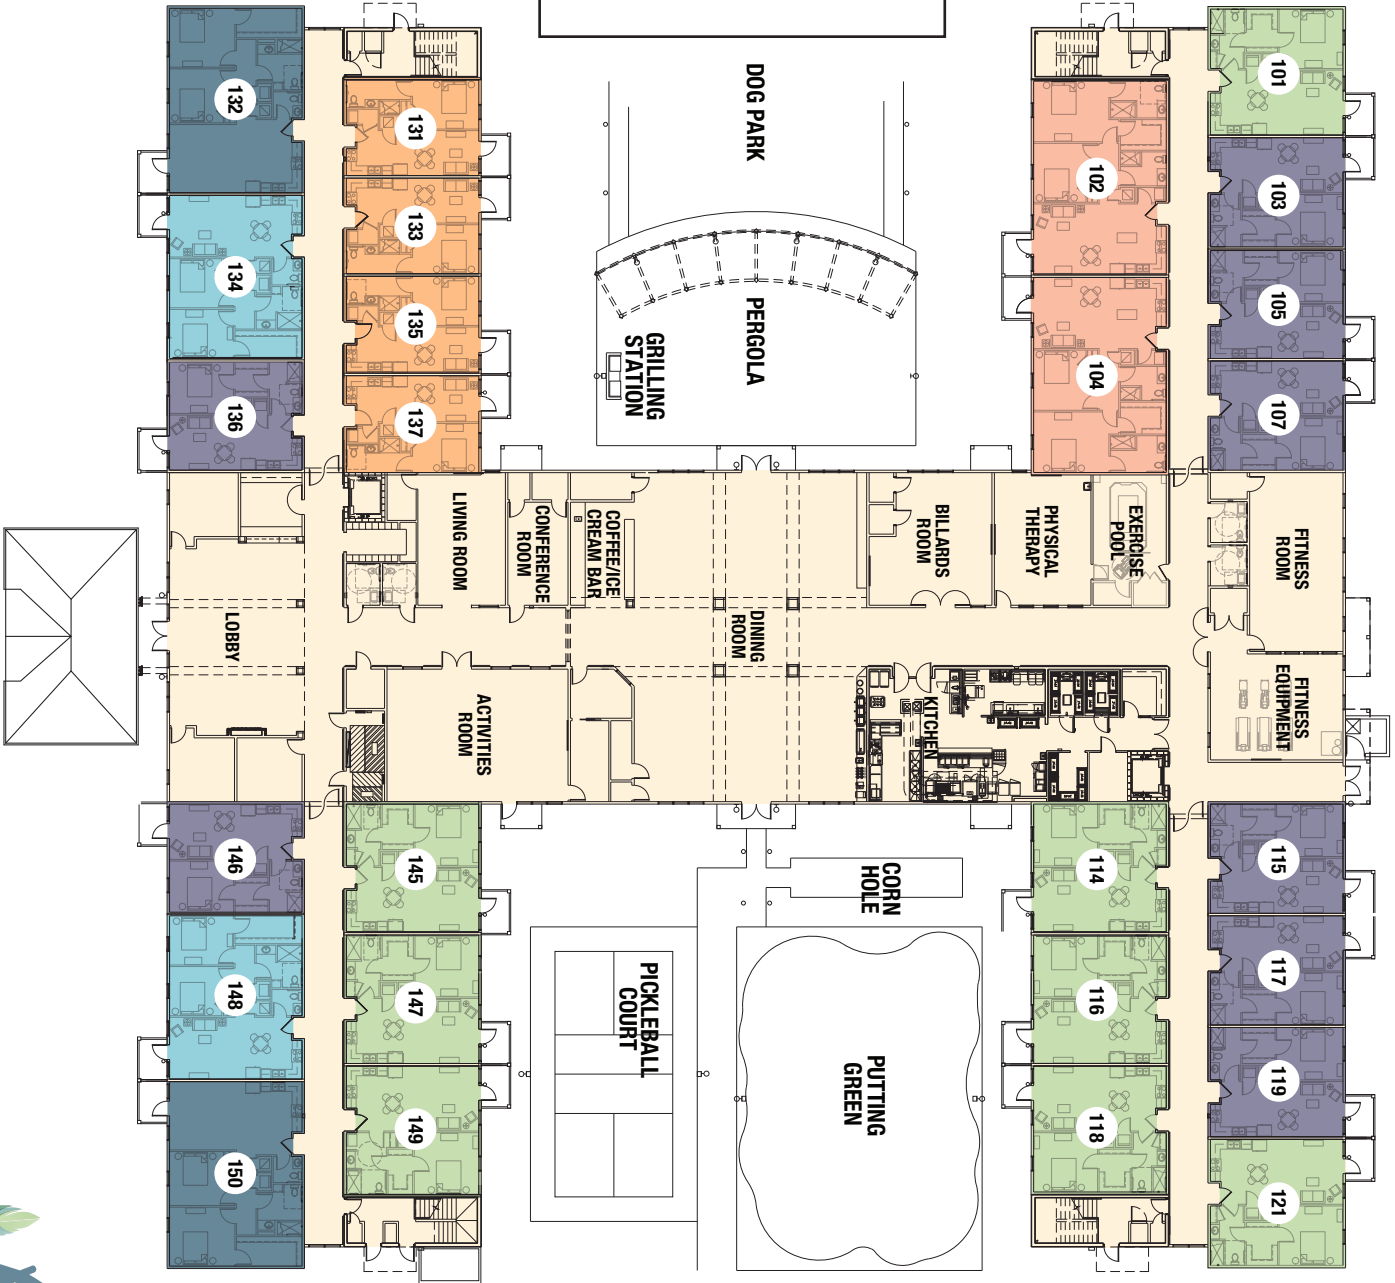 132
134
136
131
133
135
137
DOG PARK
PERGOLA
GRILLING
STATION
102
104
101
103
105
107
LOBBY
LIVING ROOM
CONFERENCE
ROOM
COFFEE/ICE
CREAM BAR
DINING
ROOM
BILLARDS
ROOM
PHYSICAL
THERAPY
EXERCISE
POOL
FITNESS
ROOM
FITNESS
EQUIPMENT
ACTIVITIES
ROOM
KITCHEN
146
148
150
145
147
149
PICKLEBALL
COURT
CORN
HOLE
PUTTING
GREEN
114
116
118
115
117
119
121